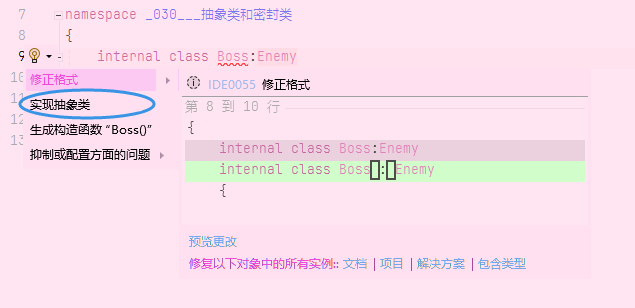 7 namespace _030___抽象类和密封类
8 {
9 internal class Boss:Enemy
10 修正格式
IDE0055 修正格式
11 实现抽象类
第 8 到 10 行
12 生成构造函数 “Boss()”
{
13 抑制或配置方面的问题
internal class Boss:Enemy
internal class Boss : Enemy
{
预览更改
修复以下对象中的所有实例:: 文档 | 项目 | 解决方案 | 包含类型